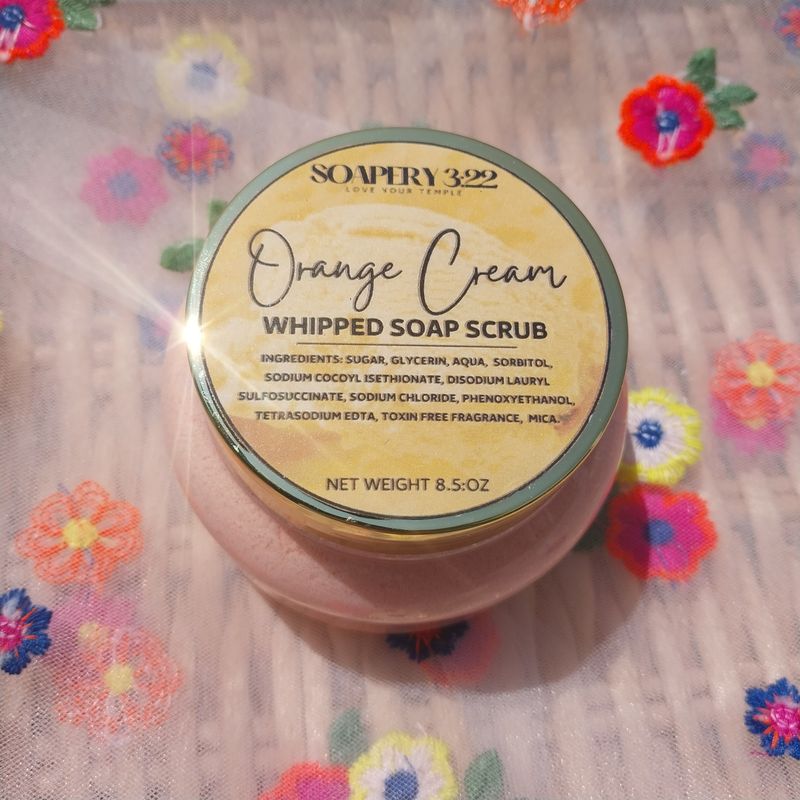 SOAPERY 3:22
LOVE YOUR TEMPLE
Orange Cream
WHIPPED SOAP SCRUB
INGREDIENTS: SUGAR, GLYCERIN, AQUA, SORBITOL,
SODIUM COCOYL ISETHIONATE, DISODIUM LAURYL
SULFOSUCCINATE, SODIUM CHLORIDE, PHENOXYETHANOL,
TETRASODIUM EDTA, TOXIN FREE FRAGRANCE, MICA.
NET WEIGHT 8.5:OZ